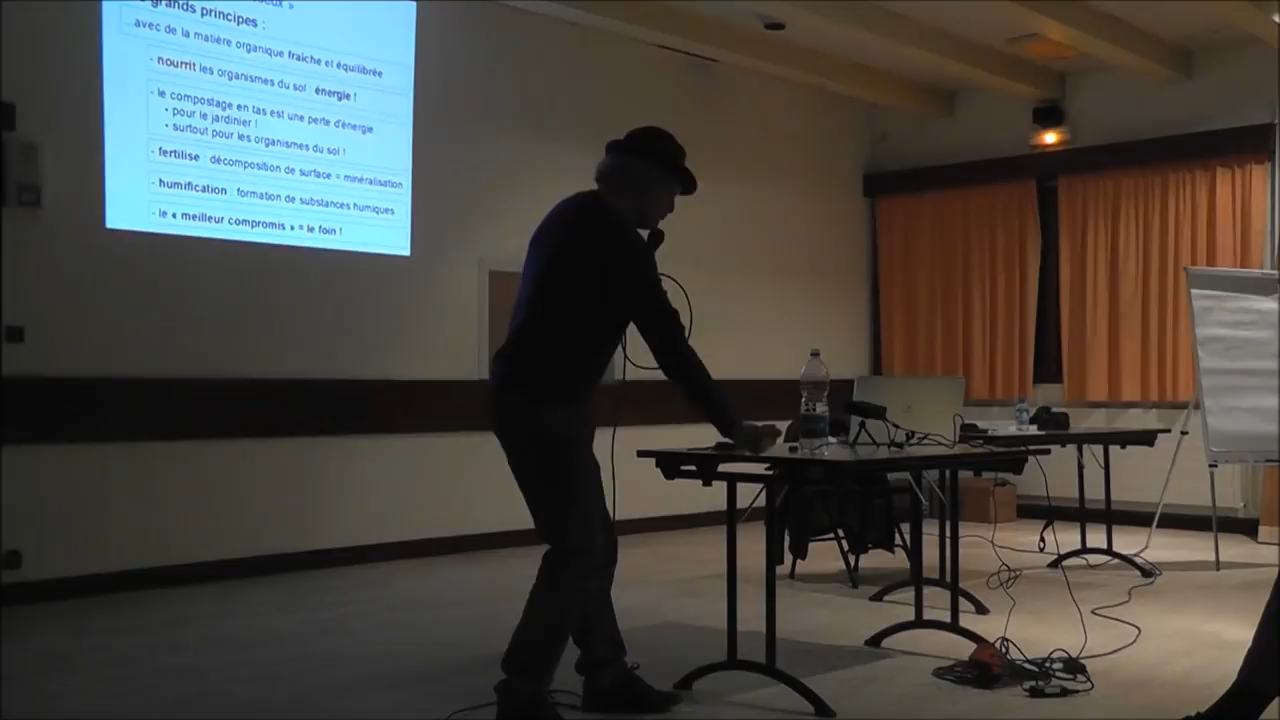 grands principes :
avec de la matière organique fraîche et équilibrée
- nourrit les organismes du sol : énergie !
- le compostage en tas est une perte d'énergie
• pour le jardinier !
• surtout pour les organismes du sol !
- fertilise : décomposition de surface = minéralisation
- humification : formation de substances humiques
- le « meilleur compromis » = le foin !